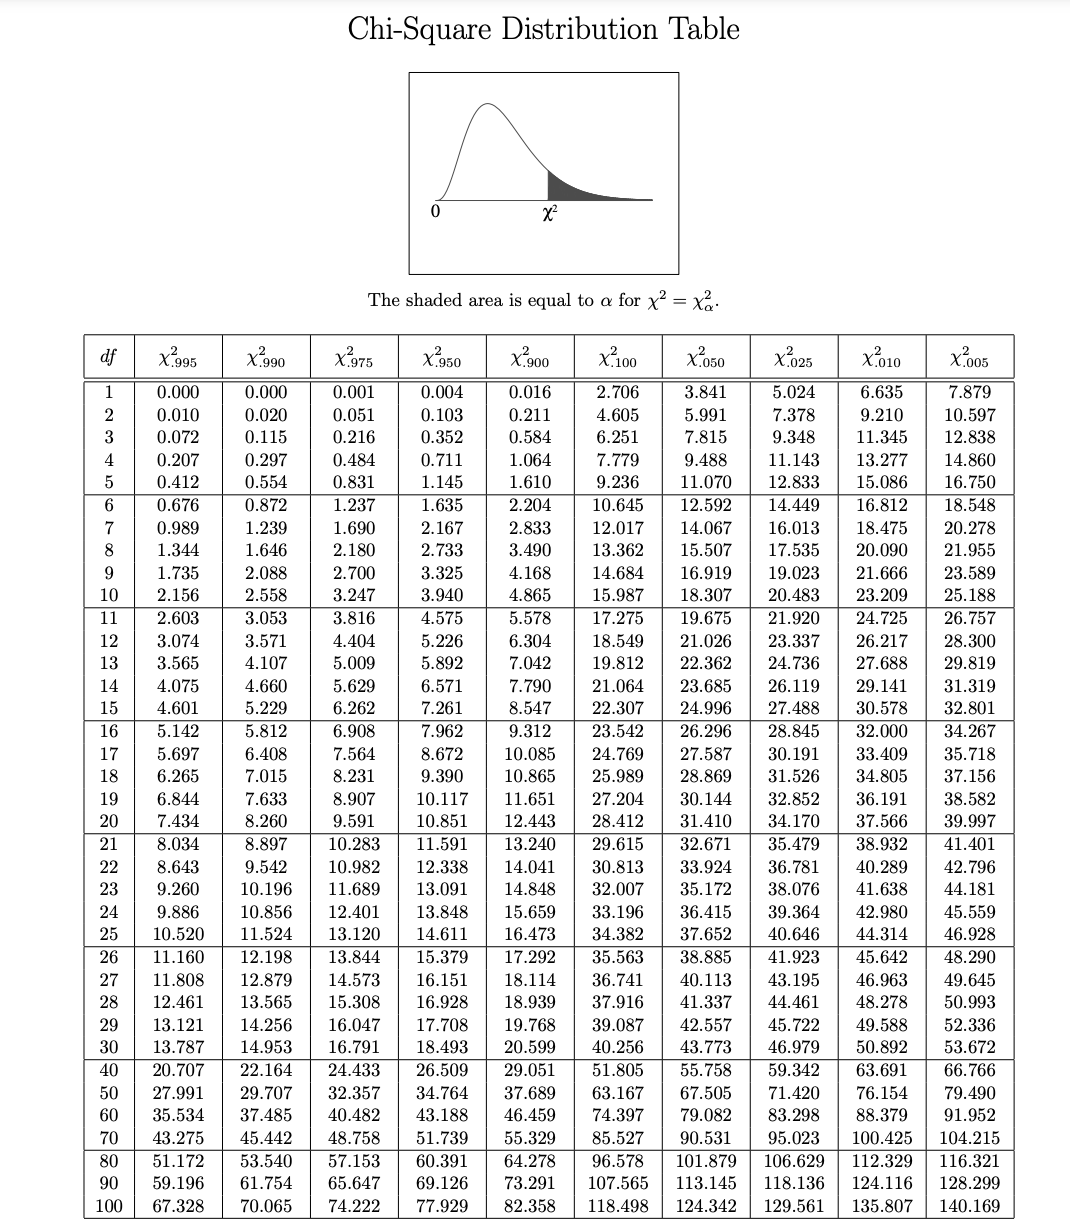 Chi-Square Distribution Table
0
χ²
The shaded area is equal to α for χ² = χ²α.
df χ².995 χ².990 χ².975 χ².950 χ².900 χ².100 χ².050 χ².025 χ².010 χ².005
1 0.000 0.000 0.001 0.004 0.016 2.706 3.841 5.024 6.635 7.879
2 0.010 0.020 0.051 0.103 0.211 4.605 5.991 7.378 9.210 10.597
3 0.072 0.115 0.216 0.352 0.584 6.251 7.815 9.348 11.345 12.838
4 0.207 0.297 0.484 0.711 1.064 7.779 9.488 11.143 13.277 14.860
5 0.412 0.554 0.831 1.145 1.610 9.236 11.070 12.833 15.086 16.750
6 0.676 0.872 1.237 1.635 2.204 10.645 12.592 14.449 16.812 18.548
7 0.989 1.239 1.690 2.167 2.833 12.017 14.067 16.013 18.475 20.278
8 1.344 1.646 2.180 2.733 3.490 13.362 15.507 17.535 20.090 21.955
9 1.735 2.088 2.700 3.325 4.168 14.684 16.919 19.023 21.666 23.589
10 2.156 2.558 3.247 3.940 4.865 15.987 18.307 20.483 23.209 25.188
11 2.603 3.053 3.816 4.575 5.578 17.275 19.675 21.920 24.725 26.757
12 3.074 3.571 4.404 5.226 6.304 18.549 21.026 23.337 26.217 28.300
13 3.565 4.107 5.009 5.892 7.042 19.812 22.362 24.736 27.688 29.819
14 4.075 4.660 5.629 6.571 7.790 21.064 23.685 26.119 29.141 31.319
15 4.601 5.229 6.262 7.261 8.547 22.307 24.996 27.488 30.578 32.801
16 5.142 5.812 6.908 7.962 9.312 23.542 26.296 28.845 32.000 34.267
17 5.697 6.408 7.564 8.672 10.085 24.769 27.587 30.191 33.409 35.718
18 6.265 7.015 8.231 9.390 10.865 25.989 28.869 31.526 34.805 37.156
19 6.844 7.633 8.907 10.117 11.651 27.204 30.144 32.852 36.191 38.582
20 7.434 8.260 9.591 10.851 12.443 28.412 31.410 34.170 37.566 39.997
21 8.034 8.897 10.283 11.591 13.240 29.615 32.671 35.479 38.932 41.401
22 8.643 9.542 10.982 12.338 14.041 30.813 33.924 36.781 40.289 42.796
23 9.260 10.196 11.689 13.091 14.848 32.007 35.172 38.076 41.638 44.181
24 9.886 10.856 12.401 13.848 15.659 33.196 36.415 39.364 42.980 45.559
25 10.520 11.524 13.120 14.611 16.473 34.382 37.652 40.646 44.314 46.928
26 11.160 12.198 13.844 15.379 17.292 35.563 38.885 41.923 45.642 48.290
27 11.808 12.879 14.573 16.151 18.114 36.741 40.113 43.195 46.963 49.645
28 12.461 13.565 15.308 16.928 18.939 37.916 41.337 44.461 48.278 50.993
29 13.121 14.256 16.047 17.708 19.768 39.087 42.557 45.722 49.588 52.336
30 13.787 14.953 16.791 18.493 20.599 40.256 43.773 46.979 50.892 53.672
40 20.707 22.164 24.433 26.509 29.051 51.805 55.758 59.342 63.691 66.766
50 27.991 29.707 32.357 34.764 37.689 63.167 67.505 71.420 76.154 79.490
60 35.534 37.485 40.482 43.188 46.459 74.397 79.082 83.298 88.379 91.952
70 43.275 45.442 48.758 51.739 55.329 85.527 90.531 95.023 100.425 104.215
80 51.172 53.540 57.153 60.391 64.278 96.578 101.879 106.629 112.329 116.321
90 59.196 61.754 65.647 69.126 73.291 107.565 113.145 118.136 124.116 128.299
100 67.328 70.065 74.222 77.929 82.358 118.498 124.342 129.561 135.807 140.169